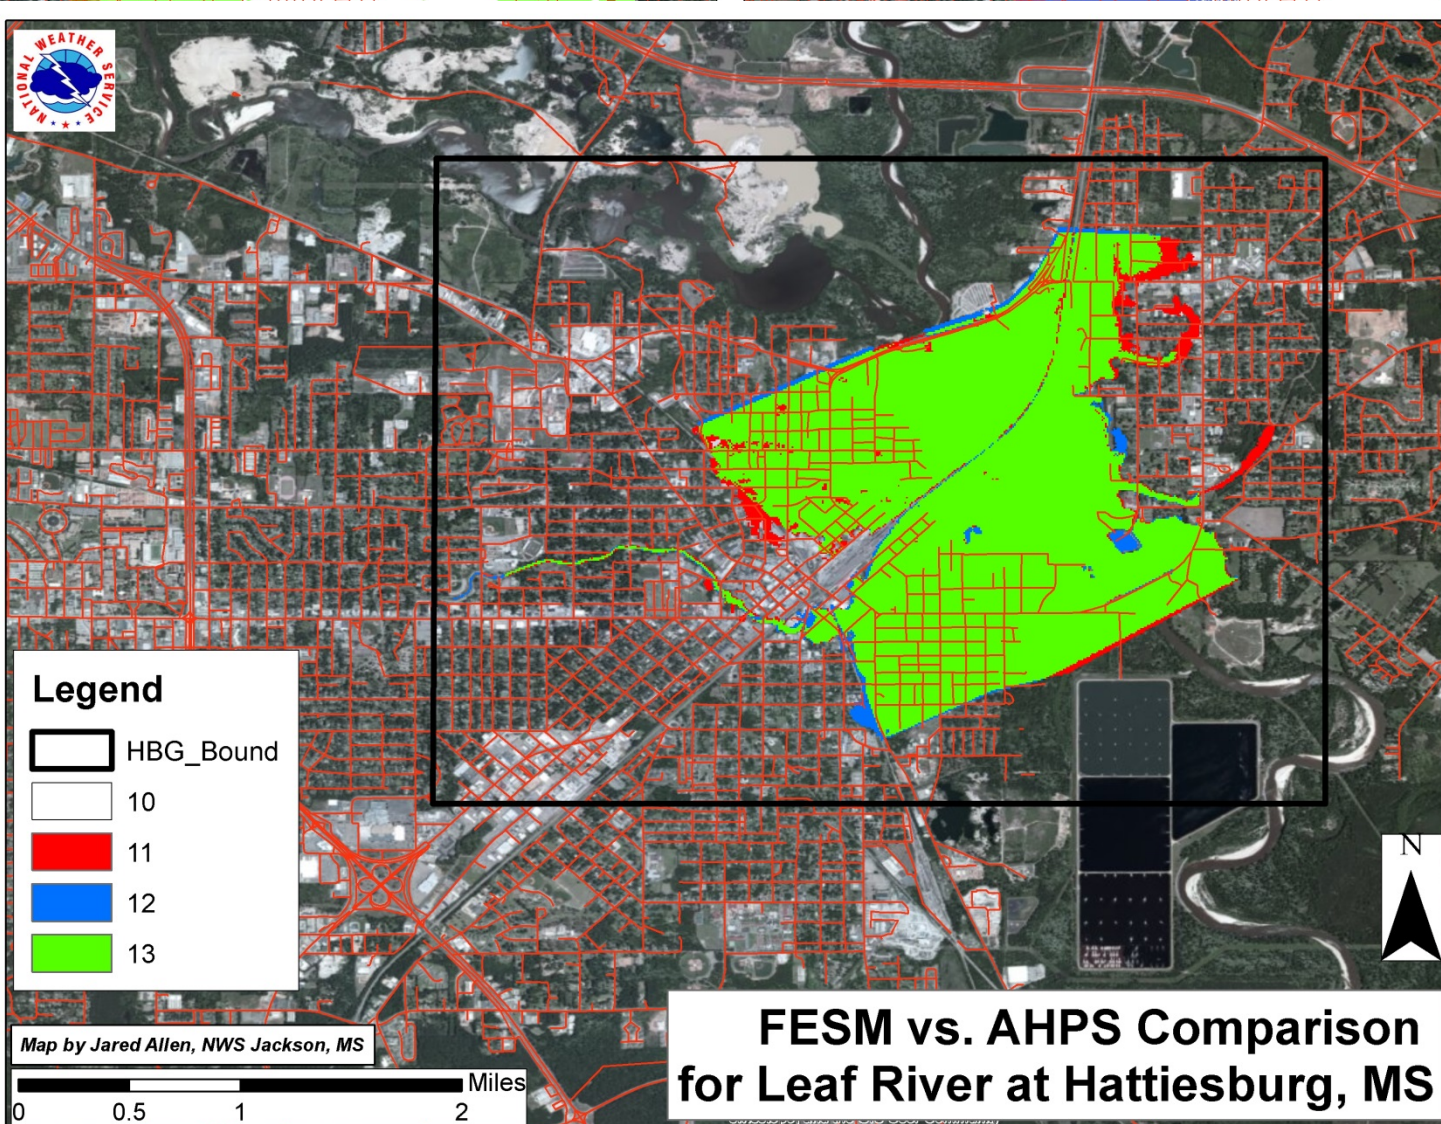 NATIONAL WEATHER SERVICE
Legend
HBG_Bound
10
11
12
13
Map by Jared Allen, NWS Jackson, MS
Miles
0 0.5 1 2
N
FESM vs. AHPS Comparison
for Leaf River at Hattiesburg, MS